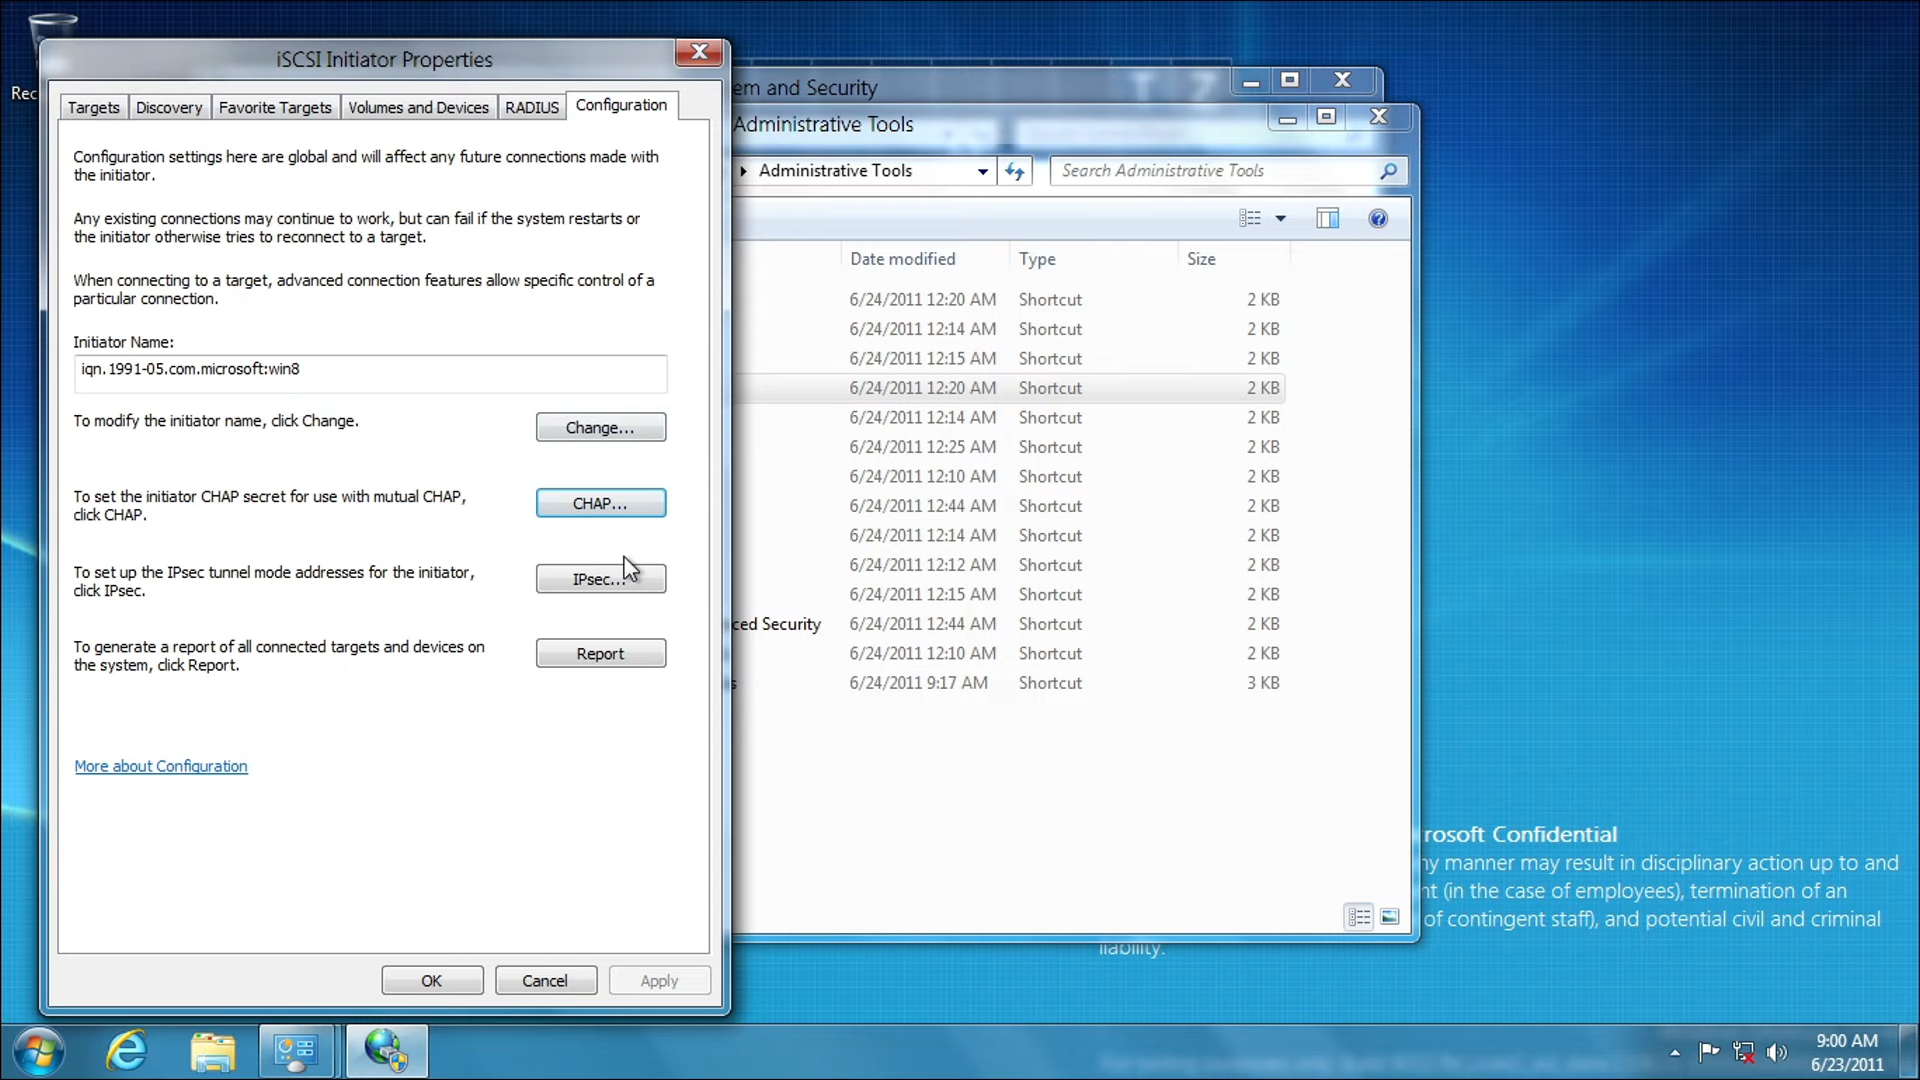 Rec
iSCSI Initiator Properties
Targets
Discovery
Favorite Targets
Volumes and Devices
RADIUS
Configuration
Configuration settings here are global and will affect any future connections made with
the initiator.
Any existing connections may continue to work, but can fail if the system restarts or
the initiator otherwise tries to reconnect to a target.
When connecting to a target, advanced connection features allow specific control of a
particular connection.
Initiator Name:
iqn.1991-05.com.microsoft:win8
To modify the initiator name, click Change.
Change...
To set the initiator CHAP secret for use with mutual CHAP,
click CHAP.
CHAP...
To set up the IPsec tunnel mode addresses for the initiator,
click IPsec.
IPsec...
To generate a report of all connected targets and devices on
the system, click Report.
Report
More about Configuration
OK
Cancel
Apply
em and Security
Administrative Tools
Administrative Tools
Search Administrative Tools
Date modified Type Size
6/24/2011 12:20 AM Shortcut 2 KB
6/24/2011 12:14 AM Shortcut 2 KB
6/24/2011 12:15 AM Shortcut 2 KB
6/24/2011 12:20 AM Shortcut 2 KB
6/24/2011 12:14 AM Shortcut 2 KB
6/24/2011 12:25 AM Shortcut 2 KB
6/24/2011 12:10 AM Shortcut 2 KB
6/24/2011 12:44 AM Shortcut 2 KB
6/24/2011 12:14 AM Shortcut 2 KB
6/24/2011 12:12 AM Shortcut 2 KB
6/24/2011 12:15 AM Shortcut 2 KB
ced Security 6/24/2011 12:44 AM Shortcut 2 KB
6/24/2011 12:10 AM Shortcut 2 KB
s 6/24/2011 9:17 AM Shortcut 3 KB
rosoft Confidential
ny manner may result in disciplinary action up to and
nt (in the case of employees), termination of an
of contingent staff), and potential civil and criminal
liability.
9:00 AM
6/23/2011